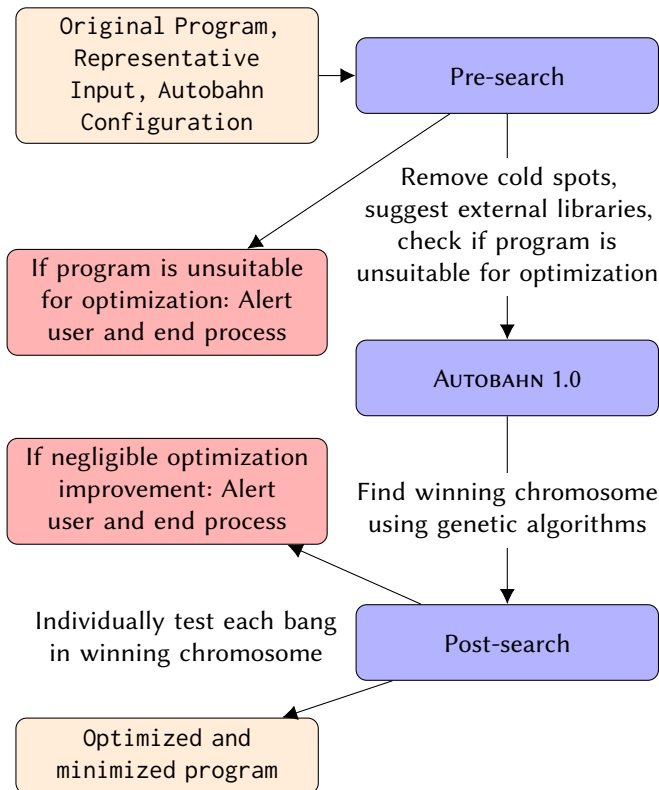 Original Program,
Representative
Input, Autobahn
Configuration
Pre-search
Remove cold spots,
suggest external libraries,
check if program is
unsuitable for optimization
If program is unsuitable
for optimization: Alert
user and end process
AUTOBAHN 1.0
If negligible optimization
improvement: Alert
user and end process
Find winning chromosome
using genetic algorithms
Individually test each bang
in winning chromosome
Post-search
Optimized and
minimized program